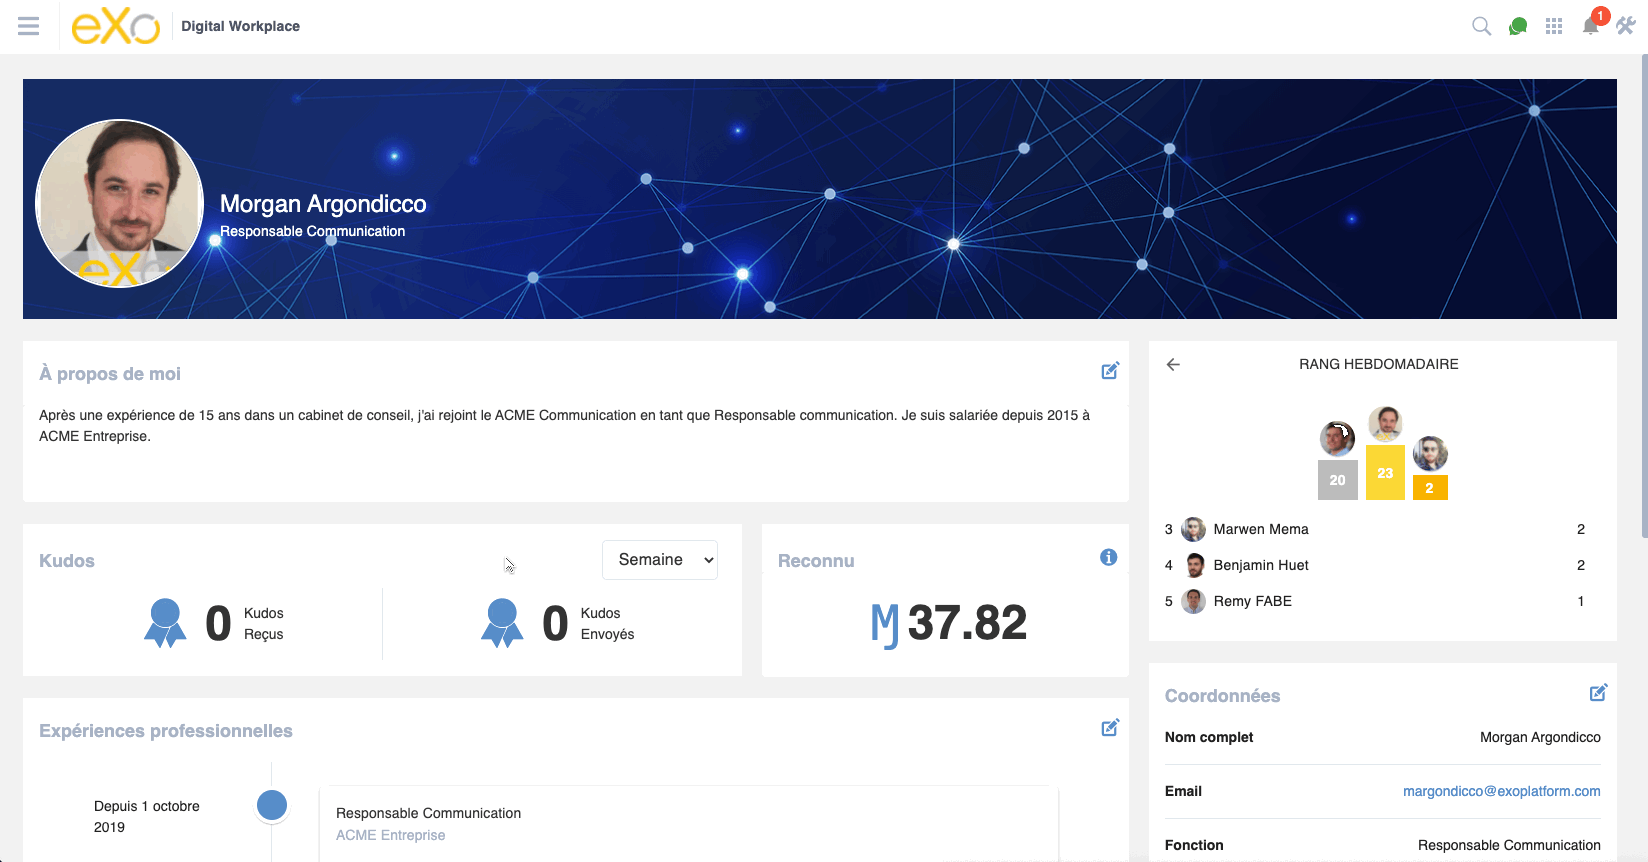 eXo
Digital Workplace
1
Morgan Argondicco
Responsable Communication
eXo
À propos de moi
Après une expérience de 15 ans dans un cabinet de conseil, j'ai rejoint le ACME Communication en tant que Responsable communication. Je suis salariée depuis 2015 à
ACME Entreprise.
Kudos
Semaine
0
Kudos
Reçus
0
Kudos
Envoyés
Reconnu
37.82
Expériences professionnelles
Depuis 1 octobre
2019
Responsable Communication
ACME Entreprise
RANG HEBDOMADAIRE
20
23
2
3 Marwen Mema 2
4 Benjamin Huet 2
5 Remy FABE 1
Coordonnées
Nom complet Morgan Argondicco
Email margondicco@exoplatform.com
Fonction Responsable Communication